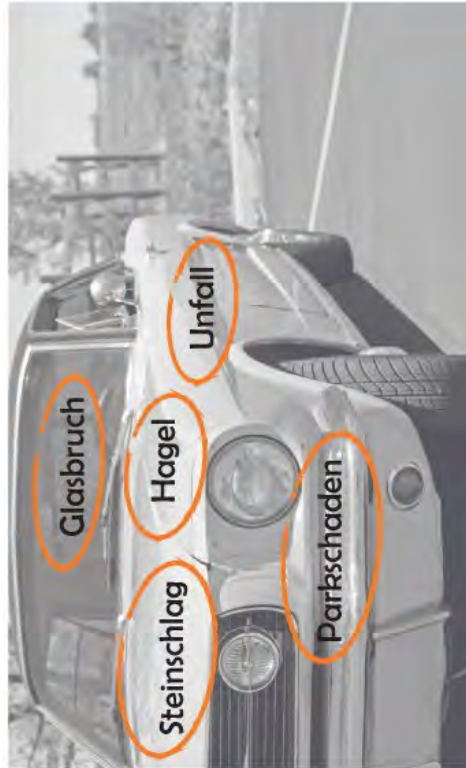 Glasbruch
Steinschlag
Hagel
Unfall
Parkschaden